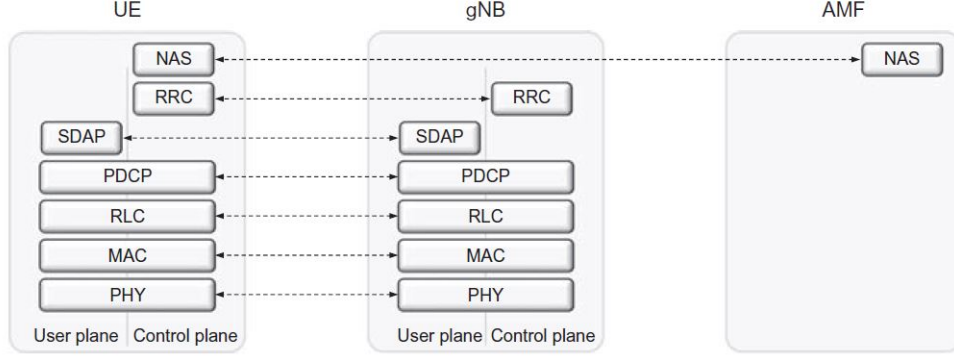 UE gNB AMF
NAS NAS
RRC RRC
SDAP SDAP
PDCP PDCP
RLC RLC
MAC MAC
PHY PHY
User plane Control plane User plane Control plane